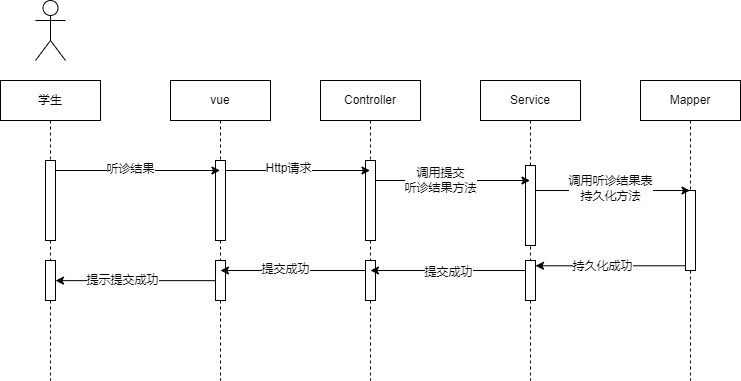 学生
vue
Controller
Service
Mapper
听诊结果
Http请求
调用提交
听诊结果方法
调用听诊结果表
持久化方法
提示提交成功
提交成功
提交成功
持久化成功